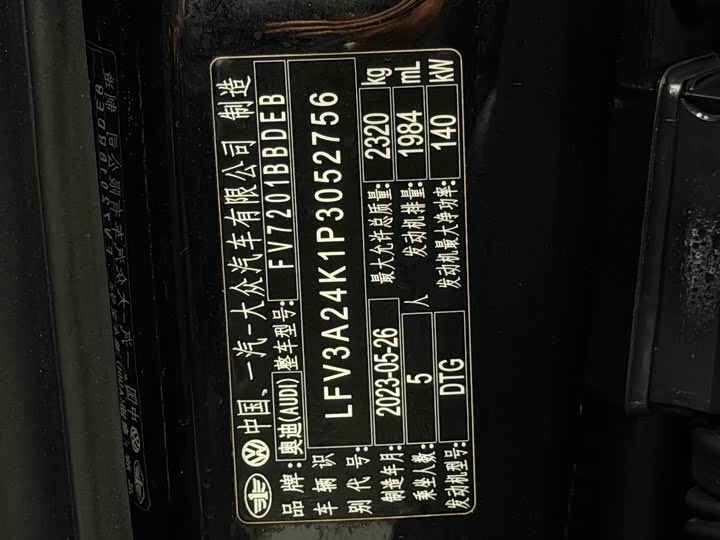 中国、一汽-大众汽车有限公司 制造
品牌:奥迪(AUDI) 整车型号: FV7201BBDEB
车辆识别代号: LFV3A24K1P3052756
制造年月: 2023-05-26 最大允许总质量: 2320 kg
乘坐人数: 5 人 发动机排量: 1984 mL
发动机型号: DTG 发动机最大净功率: 140 kW